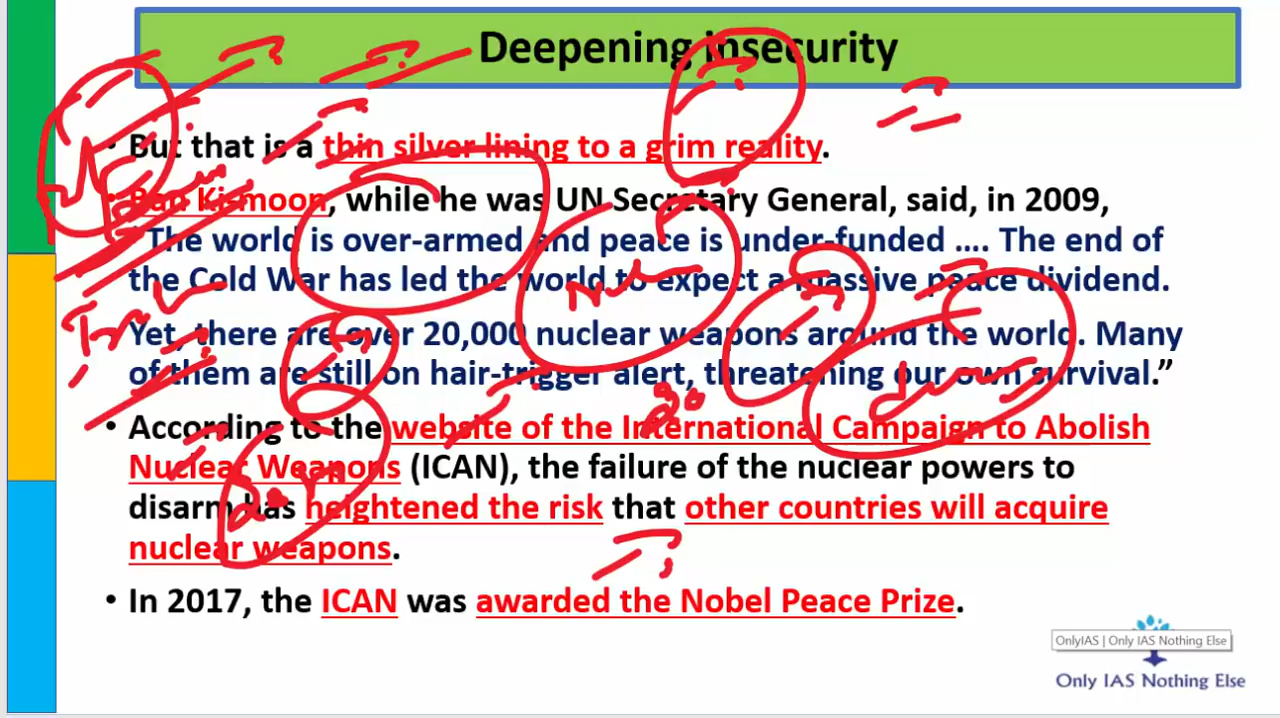 Deepening insecurity
• But that is a thin silver lining to a grim reality.
• Ban Ki-moon, while he was UN Secretary General, said, in 2009,
“The world is over-armed and peace is under-funded …. The end of
the Cold War has led the world to expect a massive peace dividend.
Yet, there are over 20,000 nuclear weapons around the world. Many
of them are still on hair-trigger alert, threatening our own survival.”
• According to the website of the International Campaign to Abolish
Nuclear Weapons (ICAN), the failure of the nuclear powers to
disarm has heightened the risk that other countries will acquire
nuclear weapons.
• In 2017, the ICAN was awarded the Nobel Peace Prize.
OnlyIAS | Only IAS Nothing Else
Only IAS Nothing Else